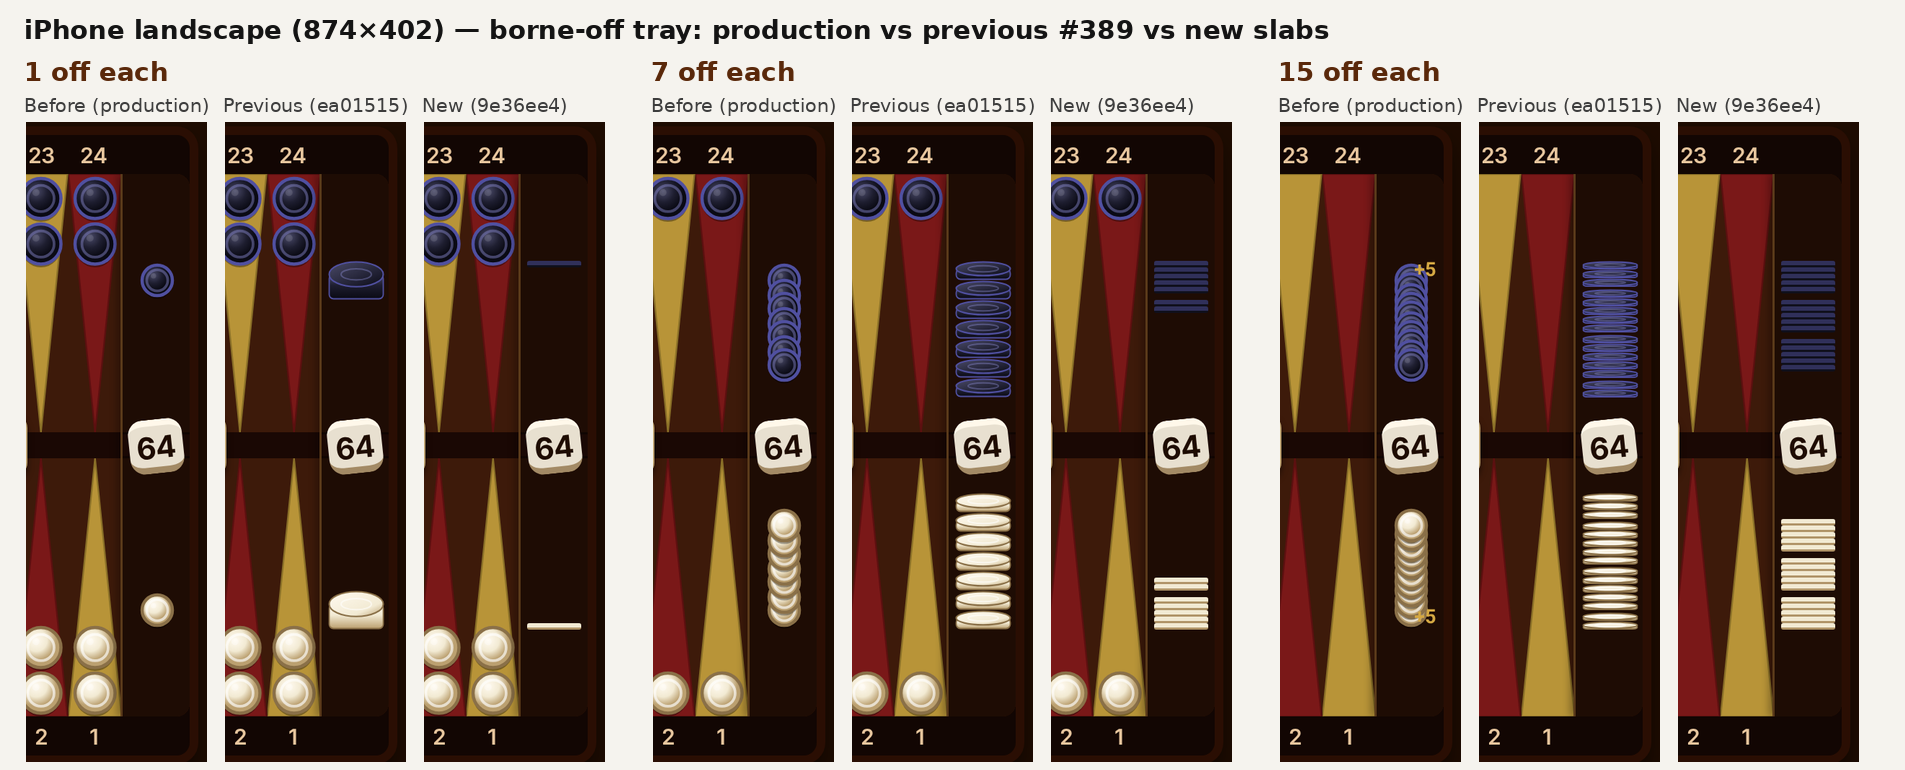 iPhone landscape (874×402) — borne-off tray: production vs previous #389 vs new slabs
1 off each
7 off each
15 off each
Before (production)
Previous (ea01515)
New (9e36ee4)
Before (production)
Previous (ea01515)
New (9e36ee4)
Before (production)
Previous (ea01515)
New (9e36ee4)
23 24
23 24
23 24
23 24
23 24
23 24
23 24
23 24
23 24
+5
64
64
64
64
64
64
64
64
64
+5
2 1
2 1
2 1
2 1
2 1
2 1
2 1
2 1
2 1